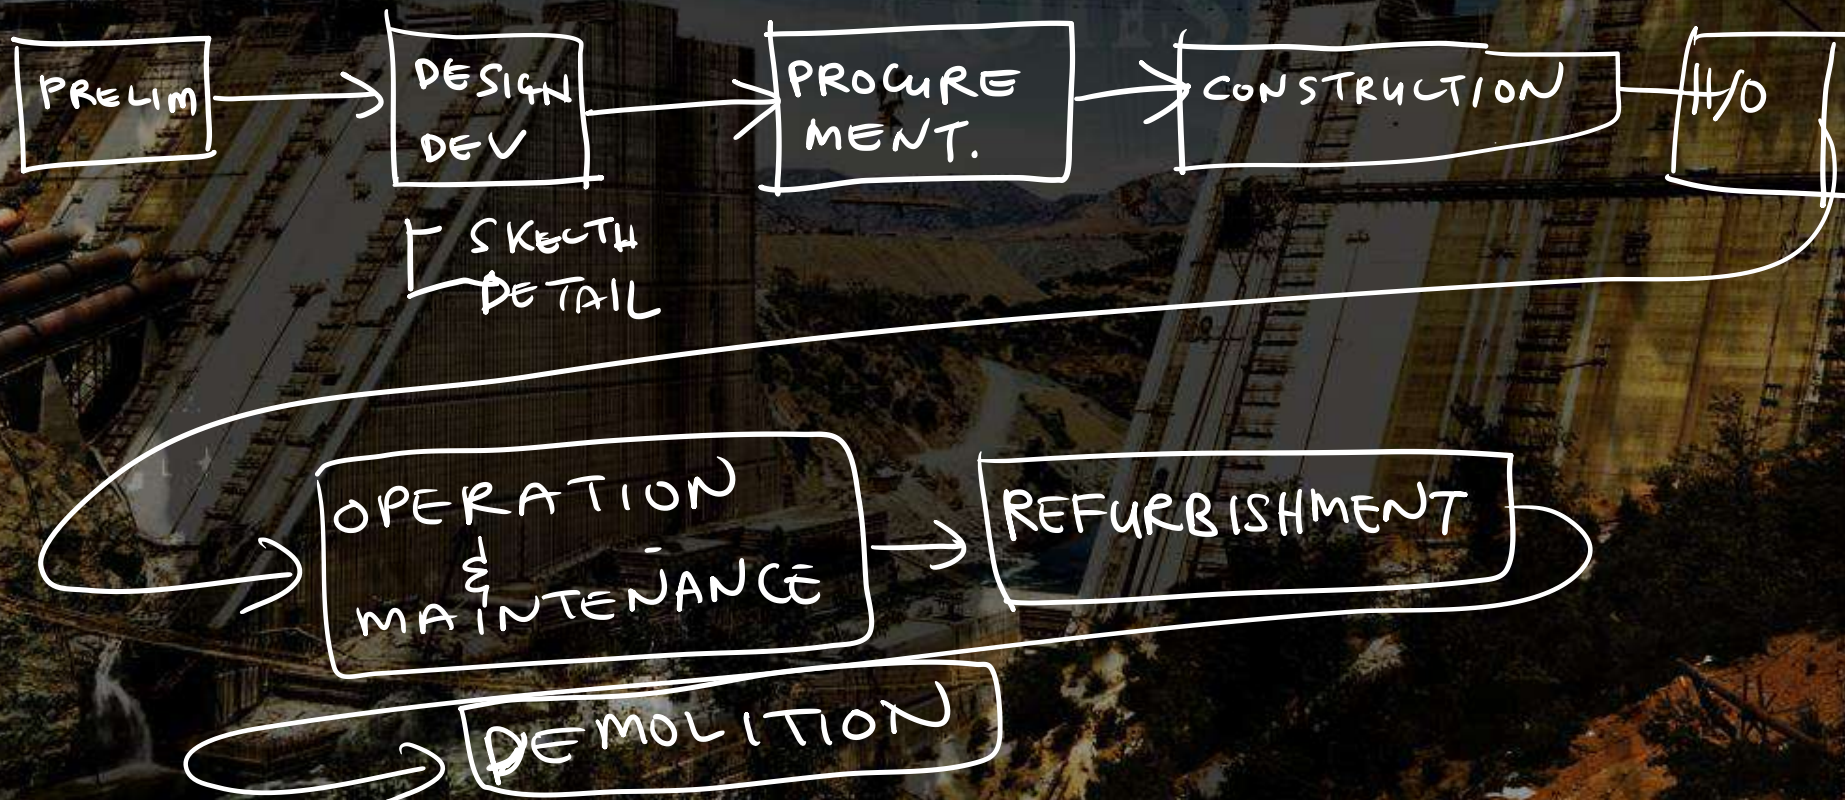 PRELIM
DESIGN
DEV
SKECTH
DETAIL
PROCURE
MENT.
CONSTRUCTION
H/O
OPERATION
&
MAINTENANCE
REFURBISHMENT
DEMOLITION